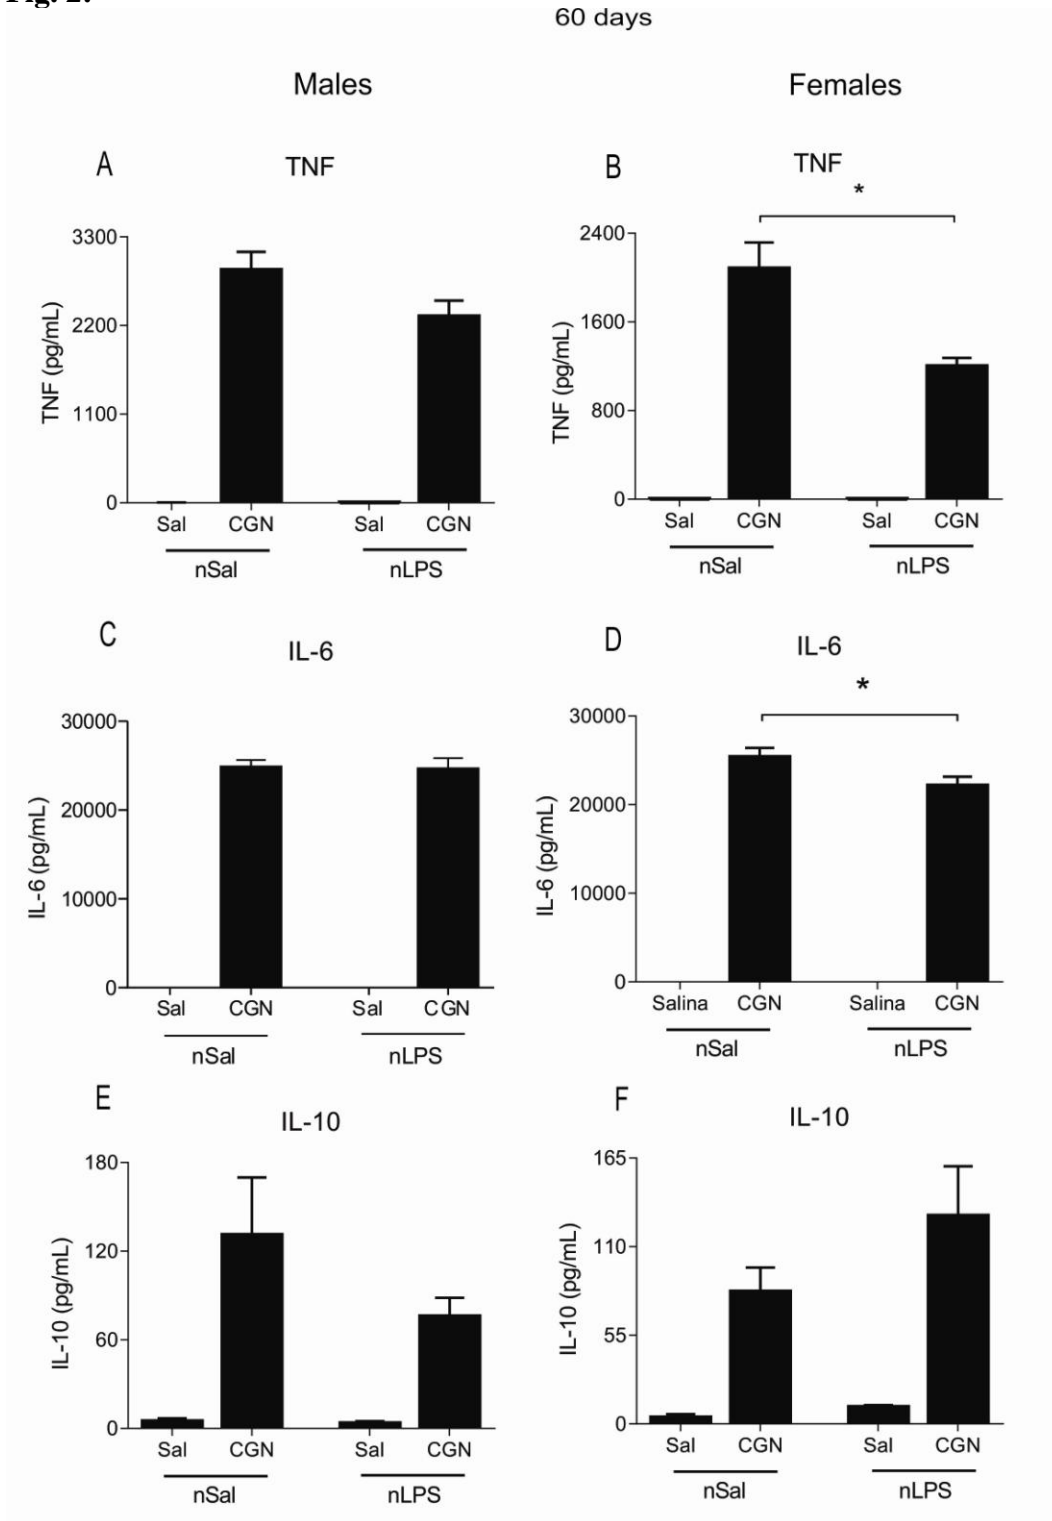 Fig. 2.
60 days
Males
Females
A
TNF
3300
2200
1100
0
TNF (pg/mL)
Sal CGN Sal CGN
nSal nLPS
B
TNF
*
2400
1600
800
0
TNF (pg/mL)
Sal CGN Sal CGN
nSal nLPS
C
IL-6
30000
20000
10000
0
IL-6 (pg/mL)
Sal CGN Sal CGN
nSal nLPS
D
IL-6
*
30000
20000
10000
0
IL-6 (pg/mL)
Salina CGN Salina CGN
nSal nLPS
E
IL-10
180
120
60
0
IL-10 (pg/mL)
Sal CGN Sal CGN
nSal nLPS
F
IL-10
165
110
55
0
IL-10 (pg/mL)
Sal CGN Sal CGN
nSal nLPS